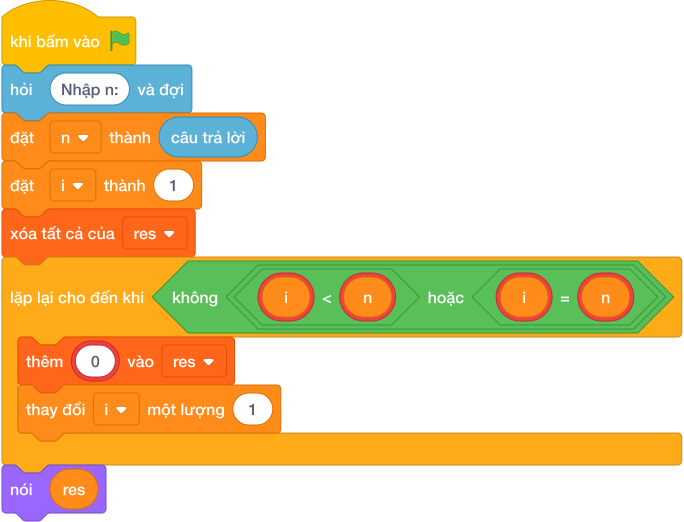 khi bấm vào
hỏi Nhập n: và đợi
đặt n thành câu trả lời
đặt i thành 1
xóa tất cả của res
lặp lại cho đến khi không i < n hoặc i = n
thêm 0 vào res
thay đổi i một lượng 1
nói res